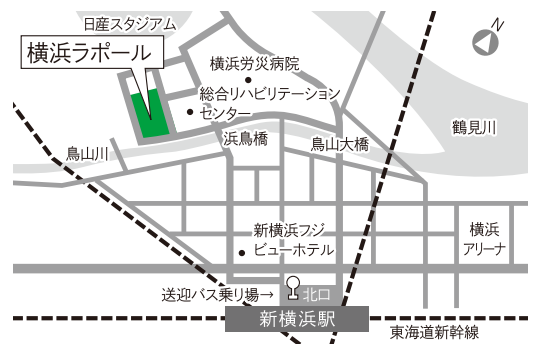 日産スタジアム
N
横浜ラポール
横浜労災病院
総合リハビリテーション
センター
鶴見川
浜鳥橋
鳥山大橋
鳥山川
新横浜フジ
ビューホテル
横浜
アリーナ
送迎バス乗り場→
北口
新横浜駅
東海道新幹線